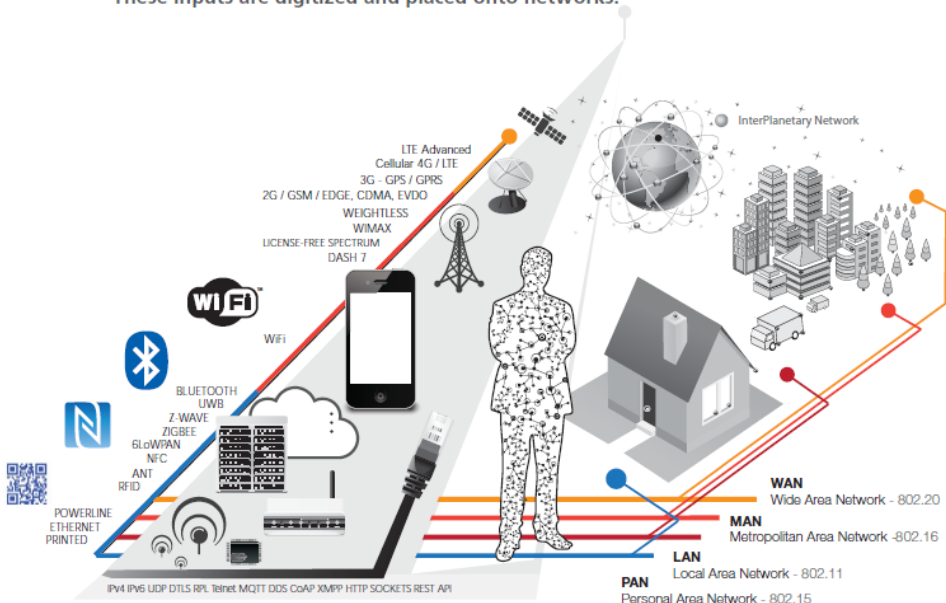 These inputs are digitized and placed onto networks.
InterPlanetary Network
LTE Advanced
Cellular 4G / LTE
3G - GPS / GPRS
2G / GSM / EDGE, CDMA, EVDO
WEIGHTLESS
WIMAX
LICENSE-FREE SPECTRUM
DASH 7
WiFi
WiFi
BLUETOOTH
UWB
Z-WAVE
ZIGBEE
6LoWPAN
NFC
ANT
RFID
POWERLINE
ETHERNET
PRINTED
IPv4 IPv6 UDP DTLS RPL Telnet MQTT DDS CoAP XMPP HTTP SOCKETS REST API
WAN
Wide Area Network - 802.20
MAN
Metropolitan Area Network -802.16
LAN
Local Area Network - 802.11
PAN
Personal Area Network - 802.15